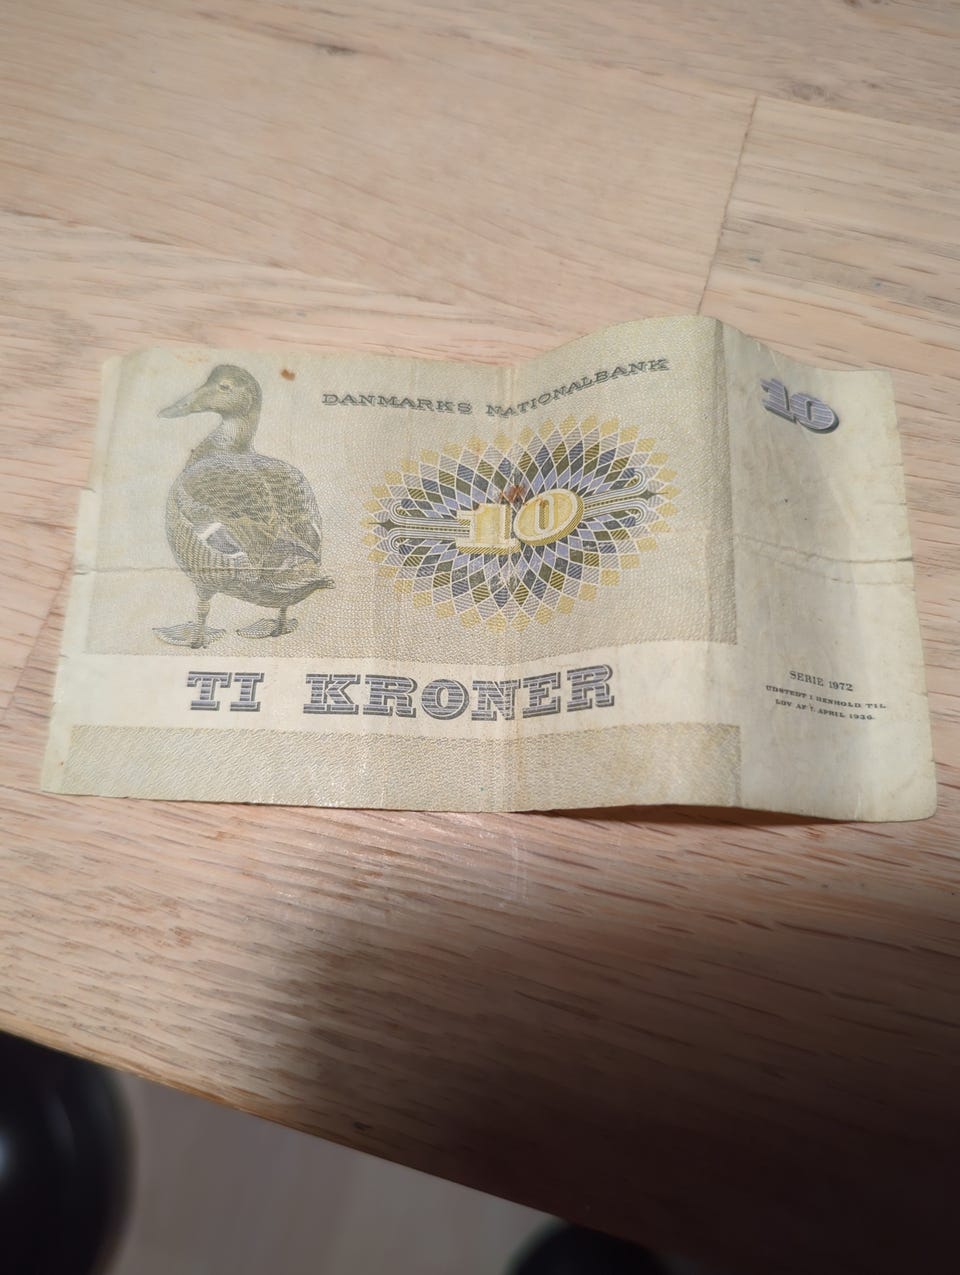 DANMARKS NATIONALBANK
10
10
TI KRONER
SERIE 1972
UDSTEDT I HENHOLD TIL
LOV AF 7. APRIL 1936